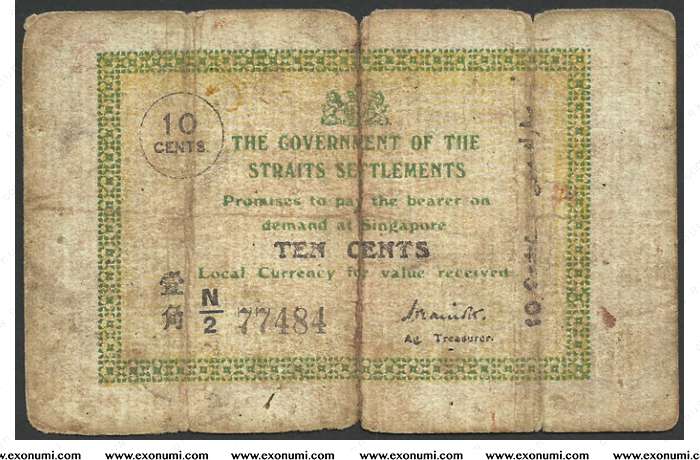 10
CENTS
THE GOVERNMENT OF THE
STRAITS SETTLEMENTS
Promises to pay the bearer on
demand at Singapore
TEN CENTS
Local Currency for value received
壹角
N/2 77484
Ag Treasurer.
www.exonumi.com www.exonumi.com www.exonumi.com www.exonumi.com www.exonumi.com www.exonumi.com